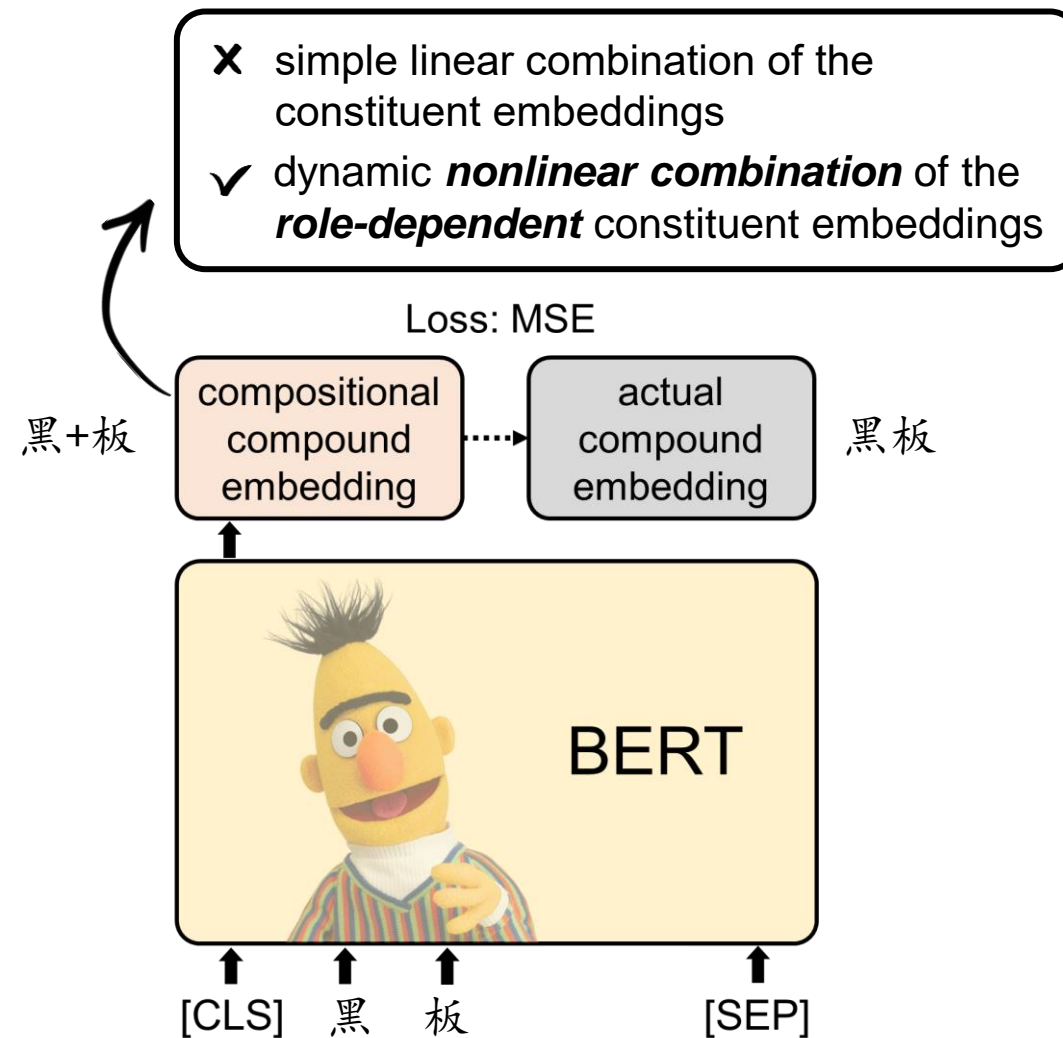 ✗ simple linear combination of the
constituent embeddings
✓ dynamic nonlinear combination of the
role-dependent constituent embeddings
Loss: MSE
黑+板
compositional
compound
embedding
actual
compound
embedding
黑板
BERT
[CLS] 黑 板 [SEP]